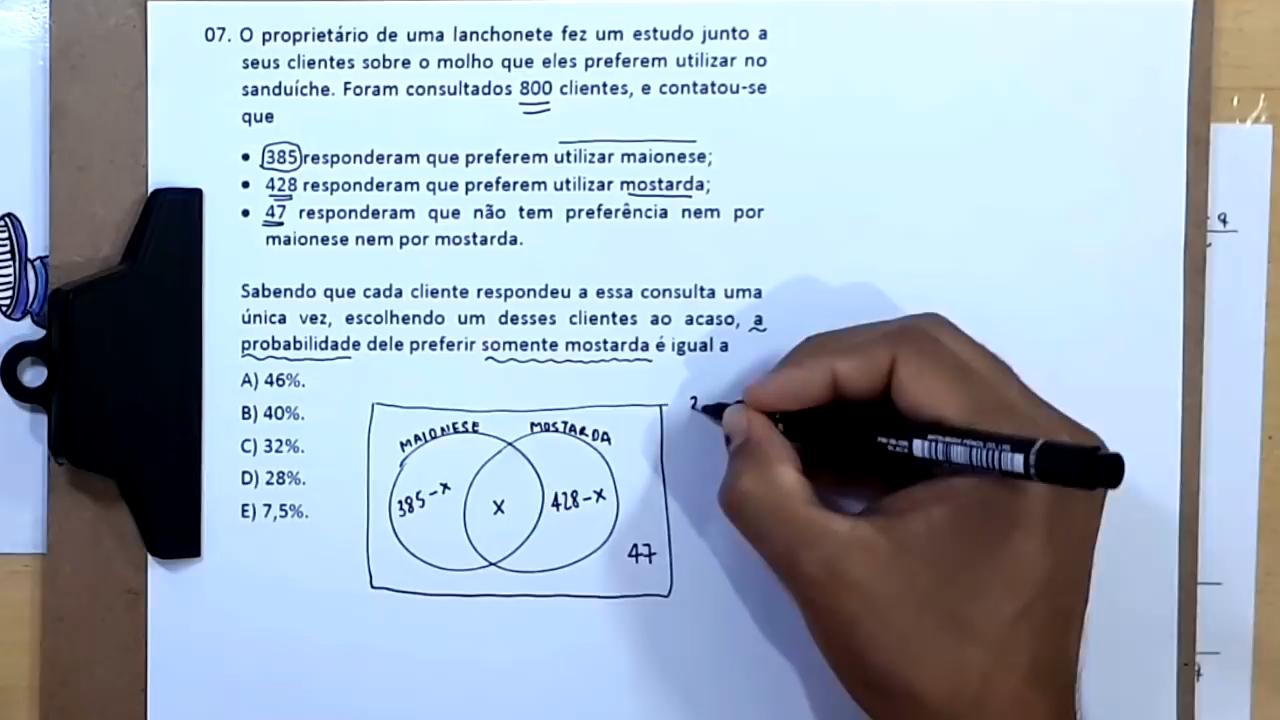 07. O proprietário de uma lanchonete fez um estudo junto a
seus clientes sobre o molho que eles preferem utilizar no
sanduíche. Foram consultados 800 clientes, e contatou-se
que
• 385 responderam que preferem utilizar maionese;
• 428 responderam que preferem utilizar mostarda;
• 47 responderam que não tem preferência nem por
maionese nem por mostarda.
Sabendo que cada cliente respondeu a essa consulta uma
única vez, escolhendo um desses clientes ao acaso, a
probabilidade dele preferir somente mostarda é igual a
A) 46%.
B) 40%.
C) 32%.
D) 28%.
E) 7,5%.
MAIONESE MOSTARDA
385-x x 428-x
47